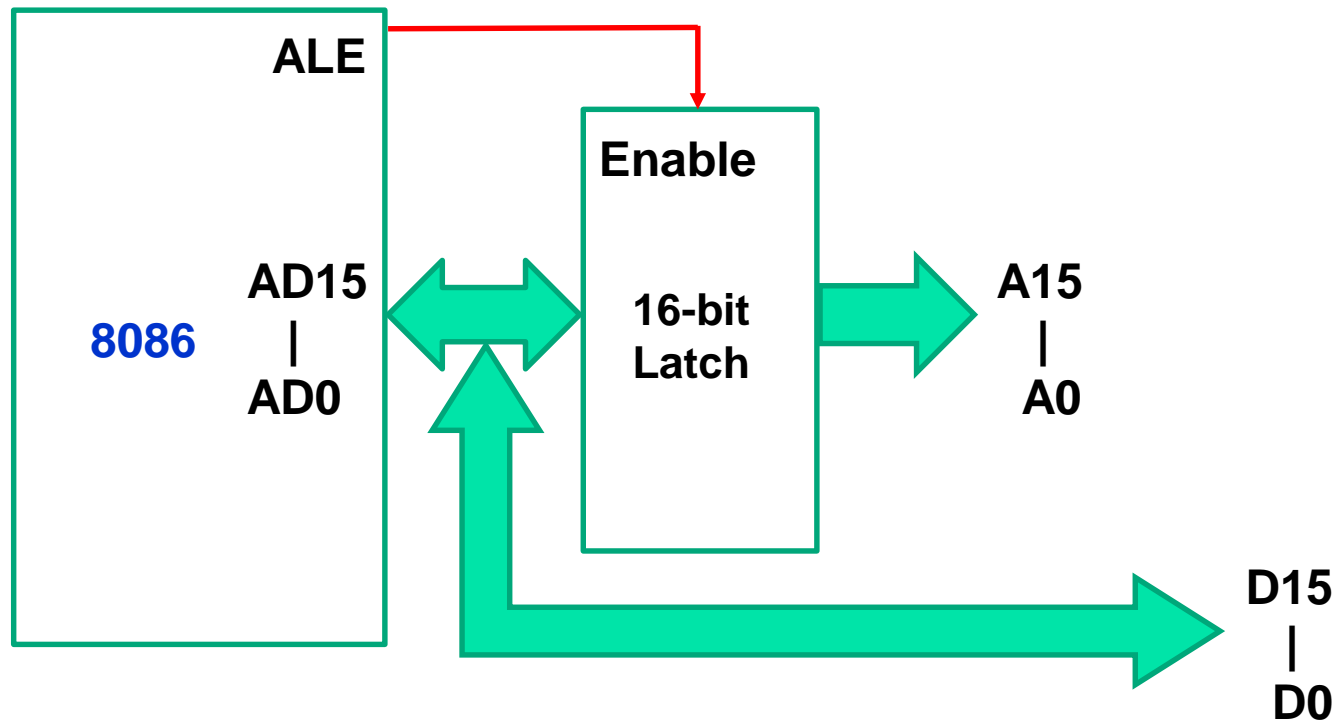 ALE
Enable
8086
AD15
|
AD0
16-bit
Latch
A15
|
A0
D15
|
D0